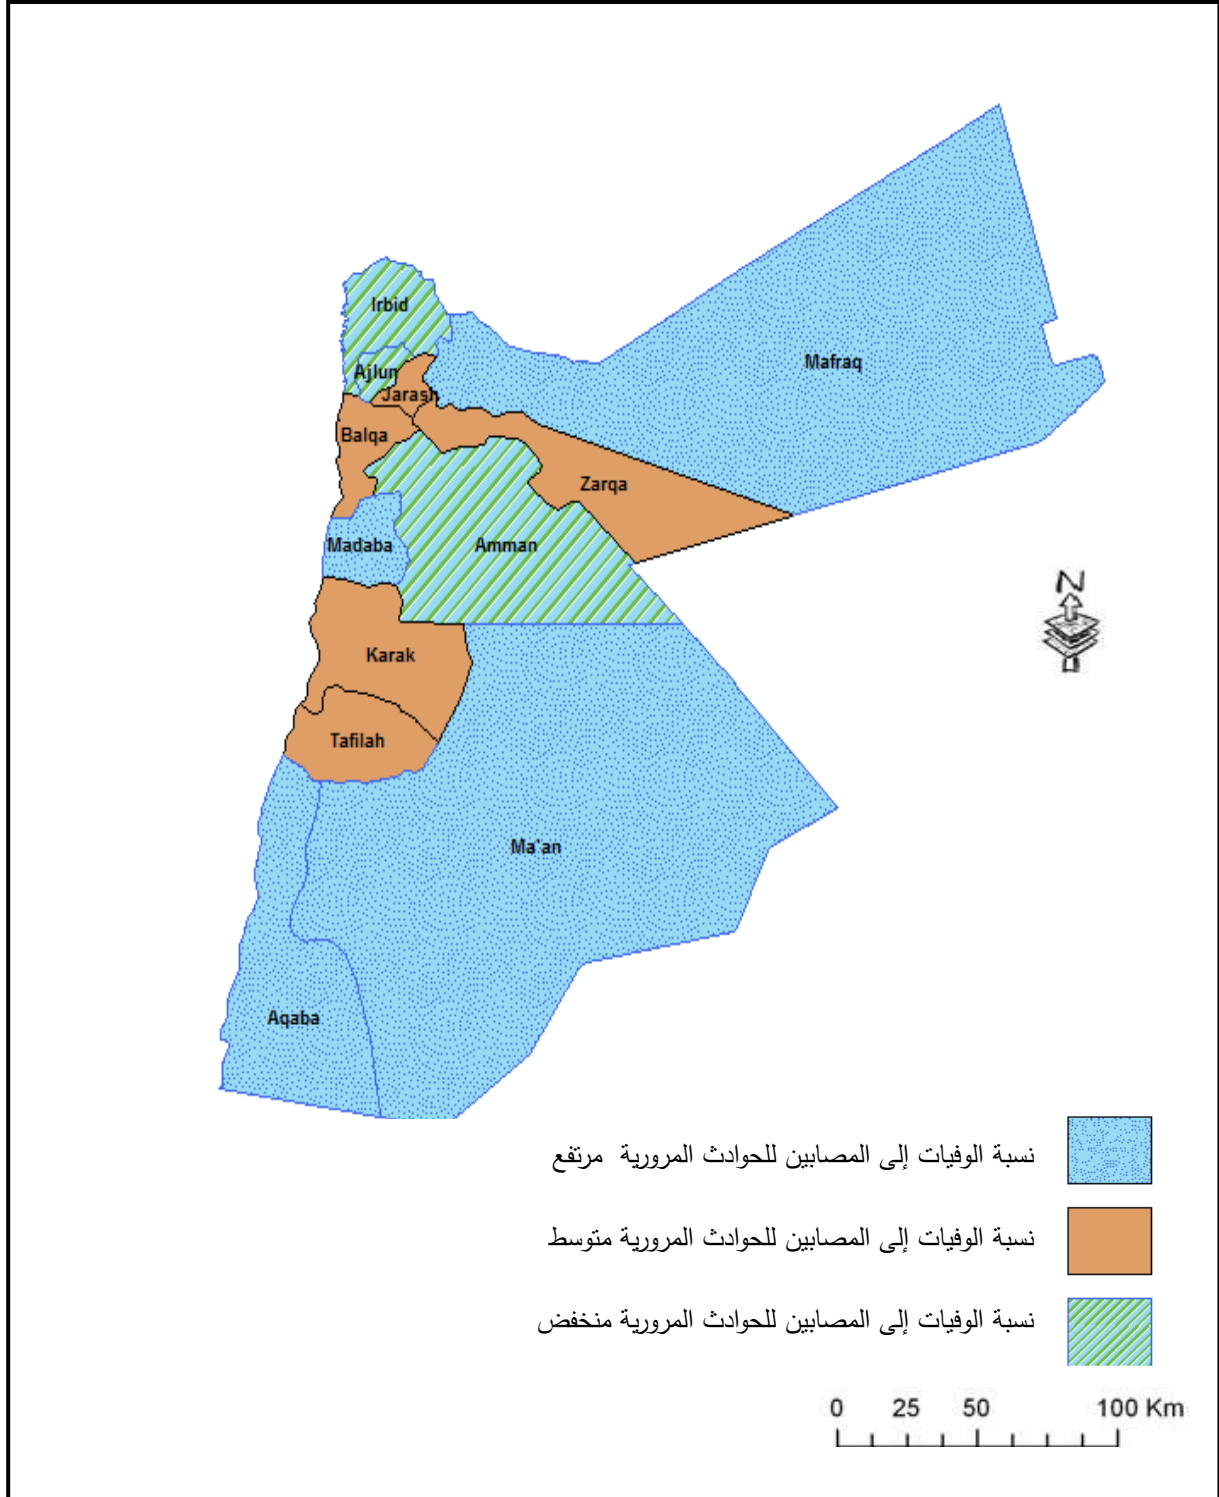 Irbid
Mafraq
Ajlun
Jarash
Balqa
Zarqa
Madaba
Amman
Karak
Tafilah
Ma'an
Aqaba
N
نسبة الوفيات إلى المصابين للحوادث المرورية مرتفع
نسبة الوفيات إلى المصابين للحوادث المرورية متوسط
نسبة الوفيات إلى المصابين للحوادث المرورية منخفض
0 25 50 100 Km